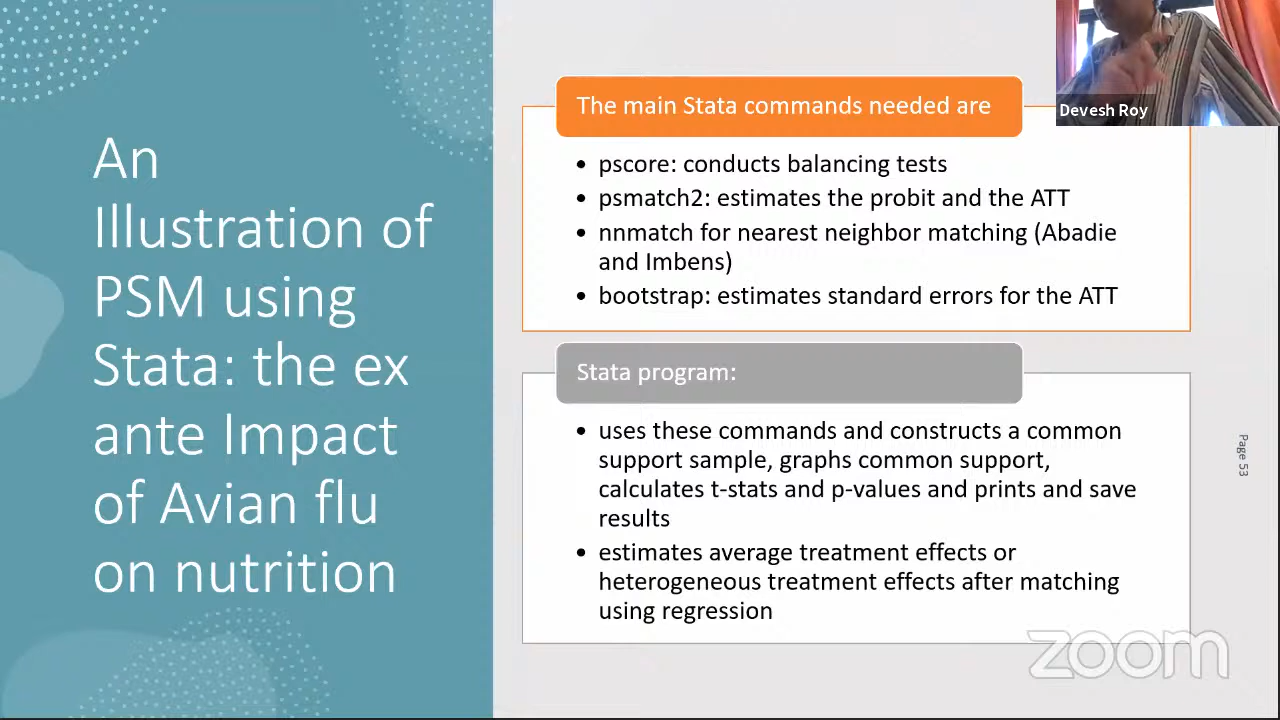 An
Illustration of
PSM using
Stata: the ex
ante Impact
of Avian flu
on nutrition
The main Stata commands needed are
• pscore: conducts balancing tests
• psmatch2: estimates the probit and the ATT
• nnmatch for nearest neighbor matching (Abadie
and Imbens)
• bootstrap: estimates standard errors for the ATT
Stata program:
• uses these commands and constructs a common
support sample, graphs common support,
calculates t-stats and p-values and prints and save
results
• estimates average treatment effects or
heterogeneous treatment effects after matching
using regression
Devesh Roy
Page 53
zoom